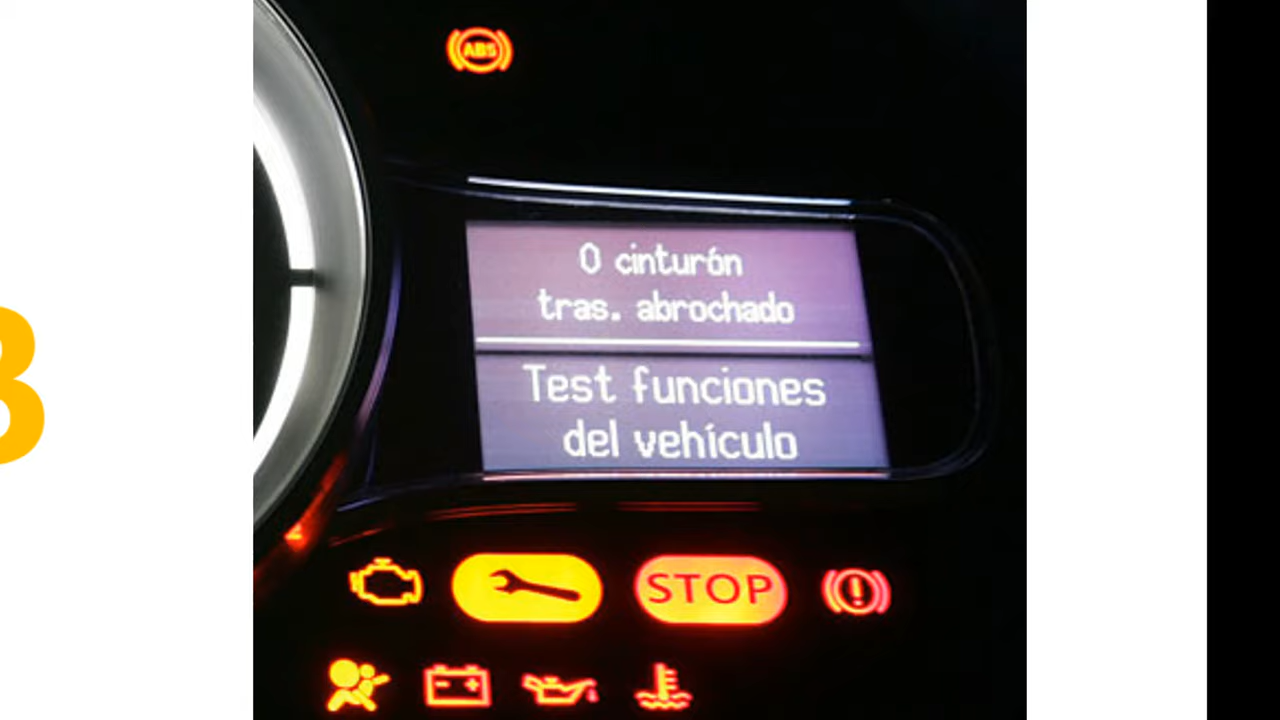 ABS
0 cinturón
tras. abrochado
Test funciones
del vehículo
STOP